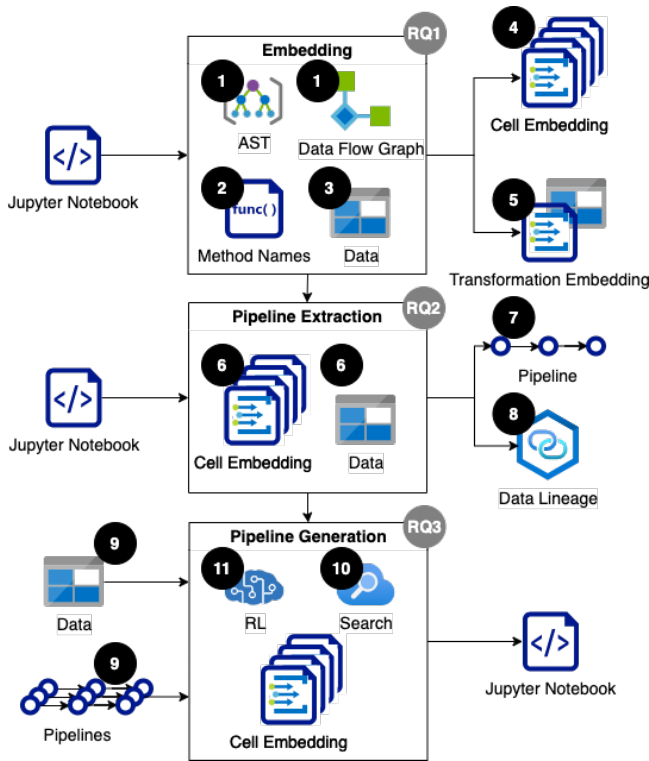 RQ1
Embedding
4
1
1
AST
Data Flow Graph
Cell Embedding
</>
Jupyter Notebook
2
3
func( )
Method Names
Data
5
Transformation Embedding
RQ2
Pipeline Extraction
7
Pipeline
6
6
</>
Jupyter Notebook
Cell Embedding
Data
8
Data Lineage
RQ3
Pipeline Generation
9
Data
11
10
RL
Search
</>
Jupyter Notebook
9
Pipelines
Cell Embedding